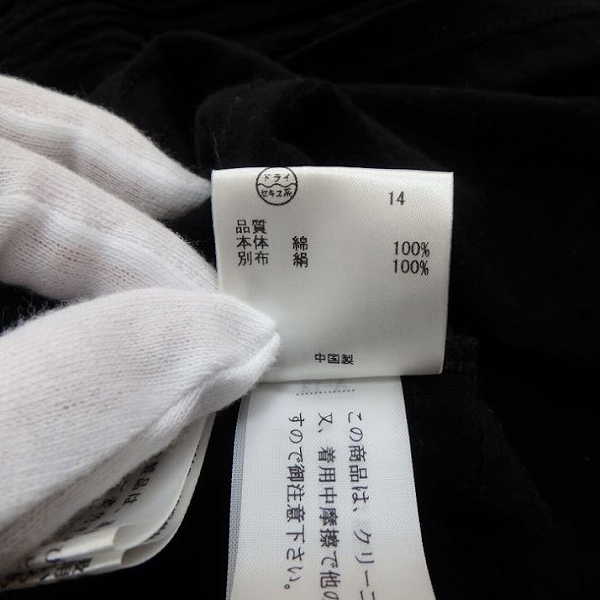 ドライ
セキユ系
14
品質
本体 綿 100%
別布 絹 100%
中国製
この商品は、クリーニ
又、着用中摩擦で他の
すので御注意下さい。